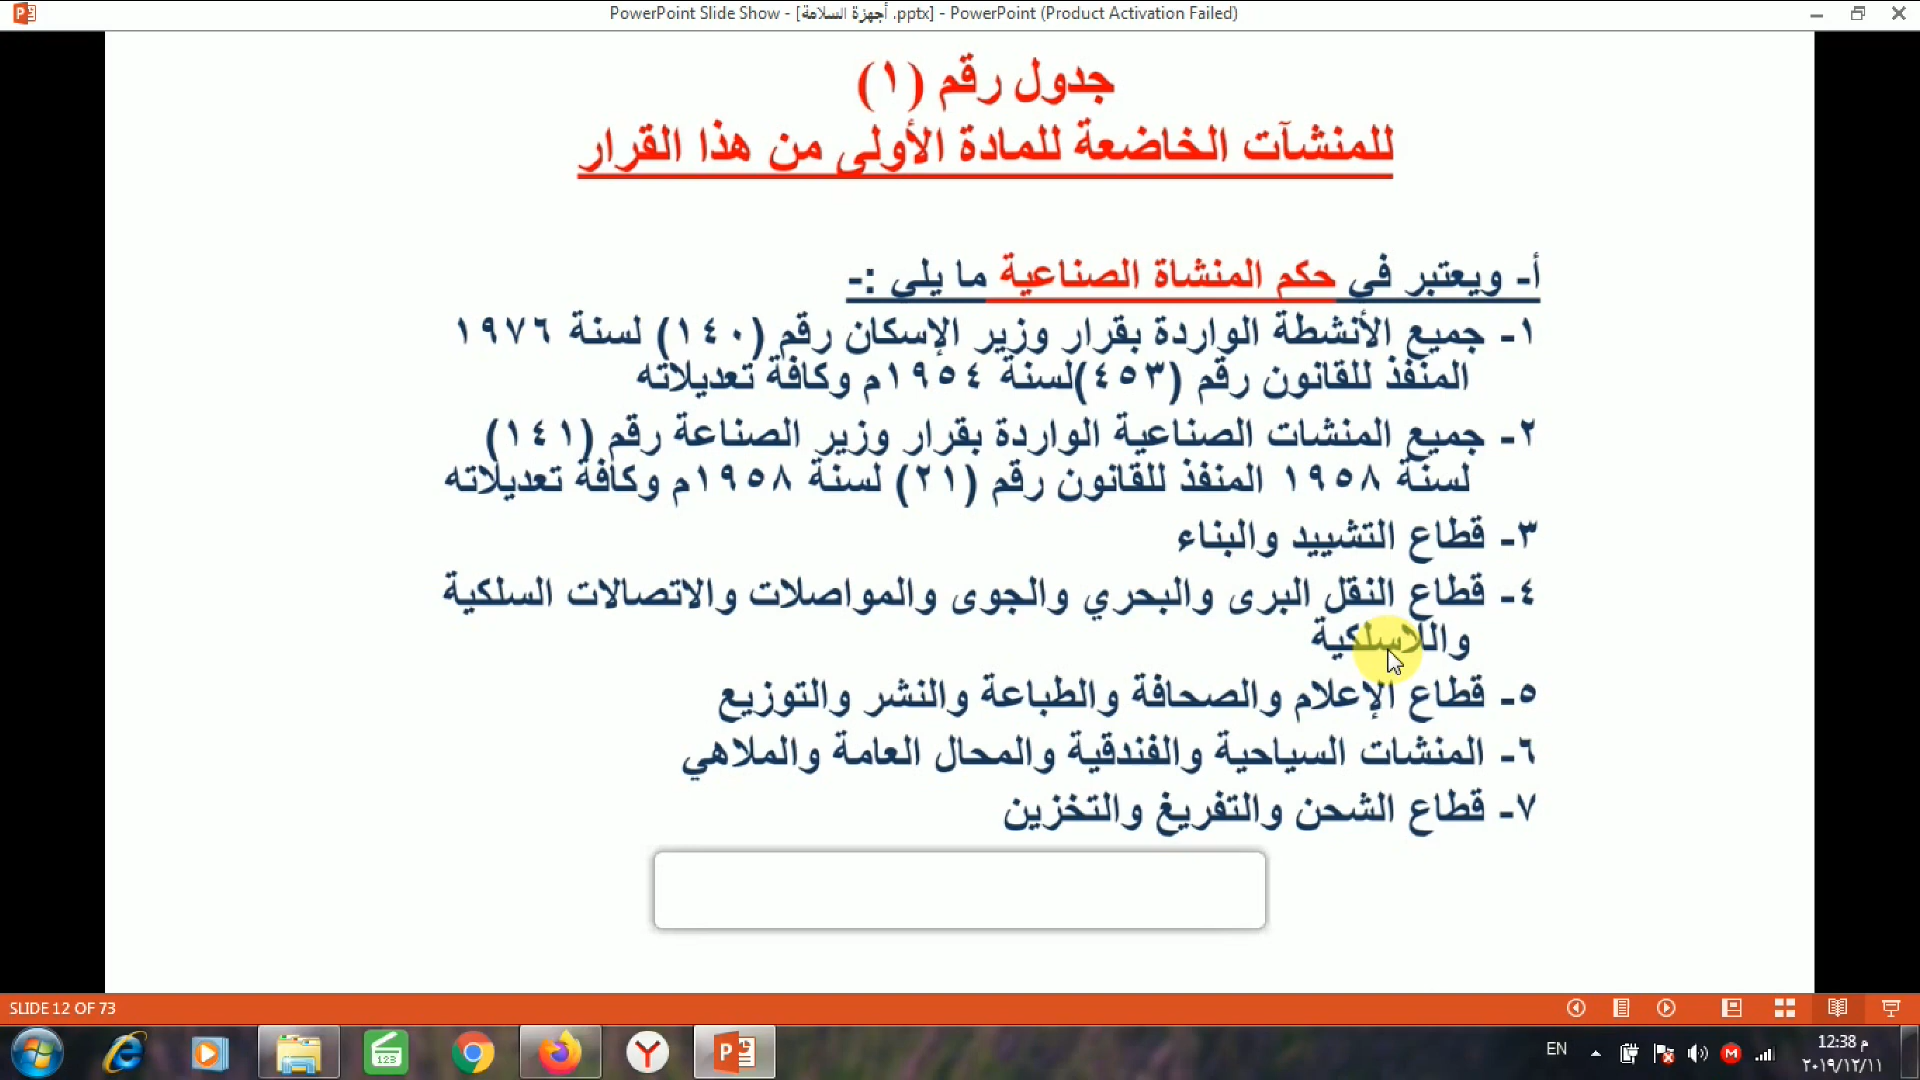 PowerPoint Slide Show - [أجهزة السلامة .pptx] - PowerPoint (Product Activation Failed)
جدول رقم (١)
للمنشآت الخاضعة للمادة الأولى من هذا القرار
أ- ويعتبر في حكم المنشاة الصناعية ما يلي :-
١- جميع الأنشطة الواردة بقرار وزير الإسكان رقم (١٤٠) لسنة ١٩٧٦
المنفذ للقانون رقم (٤٥٣)لسنة ١٩٥٤م وكافة تعديلاته
٢- جميع المنشات الصناعية الواردة بقرار وزير الصناعة رقم (١٤١)
لسنة ١٩٥٨ المنفذ للقانون رقم (٢١) لسنة ١٩٥٨م وكافة تعديلاته
٣- قطاع التشييد والبناء
٤- قطاع النقل البرى والبحري والجوى والمواصلات والاتصالات السلكية
واللاسلكية
٥- قطاع الإعلام والصحافة والطباعة والنشر والتوزيع
٦- المنشات السياحية والفندقية والمحال العامة والملاهي
٧- قطاع الشحن والتفريغ والتخزين
SLIDE 12 OF 73
123
EN
12:38 م
٢٠١٩/١٢/١١